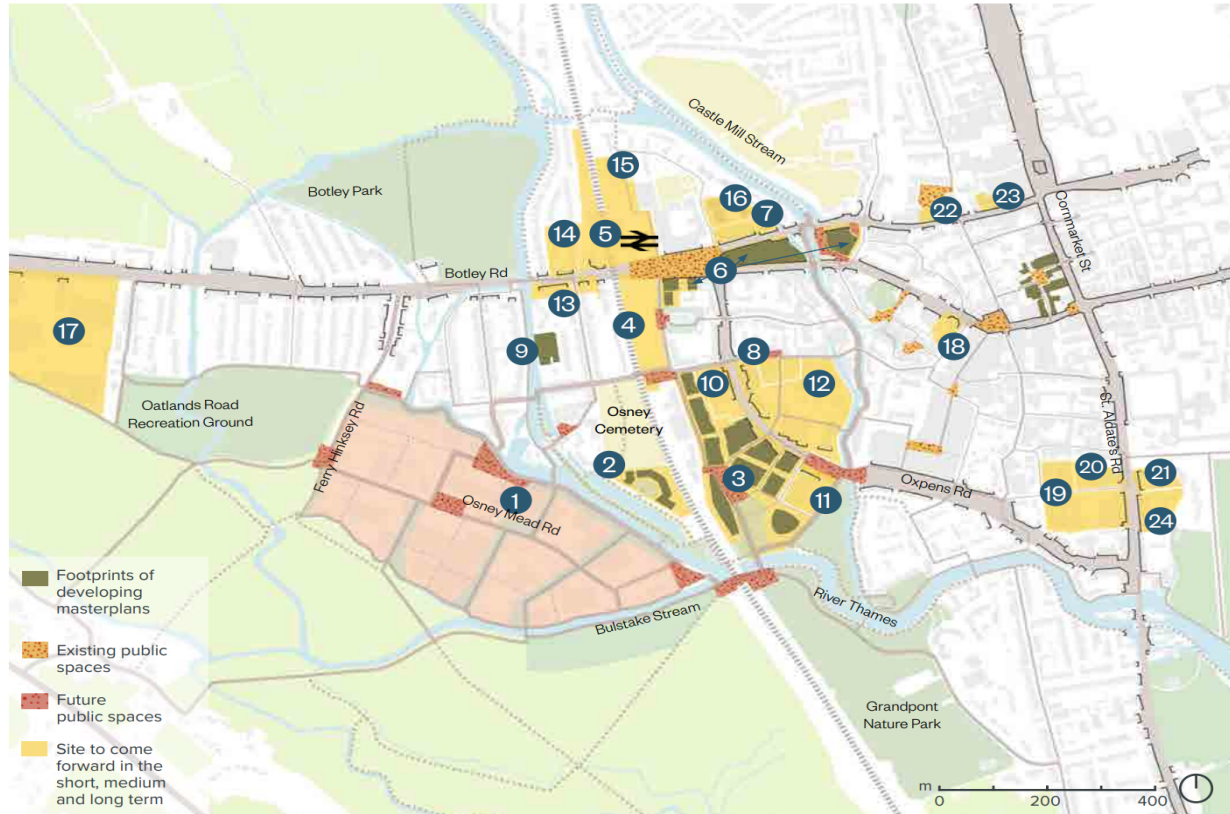 Castle Mill Stream
15
Botley Park
16
7
22
23
Cornmarket St
14
5
Botley Rd
6
13
17
4
9
8
18
10
12
Oatlands Road
Recreation Ground
Ferry Hinksey Rd
Osney
Cemetery
St. Aldate's Rd
2
3
Oxpens Rd
20
21
19
1
Osney Mead Rd
11
24
Footprints of
developing
masterplans
Bulstake Stream
River Thames
Existing public
spaces
Future
public spaces
Grandpont
Nature Park
Site to come
forward in the
short, medium
and long term
m
0
200
400